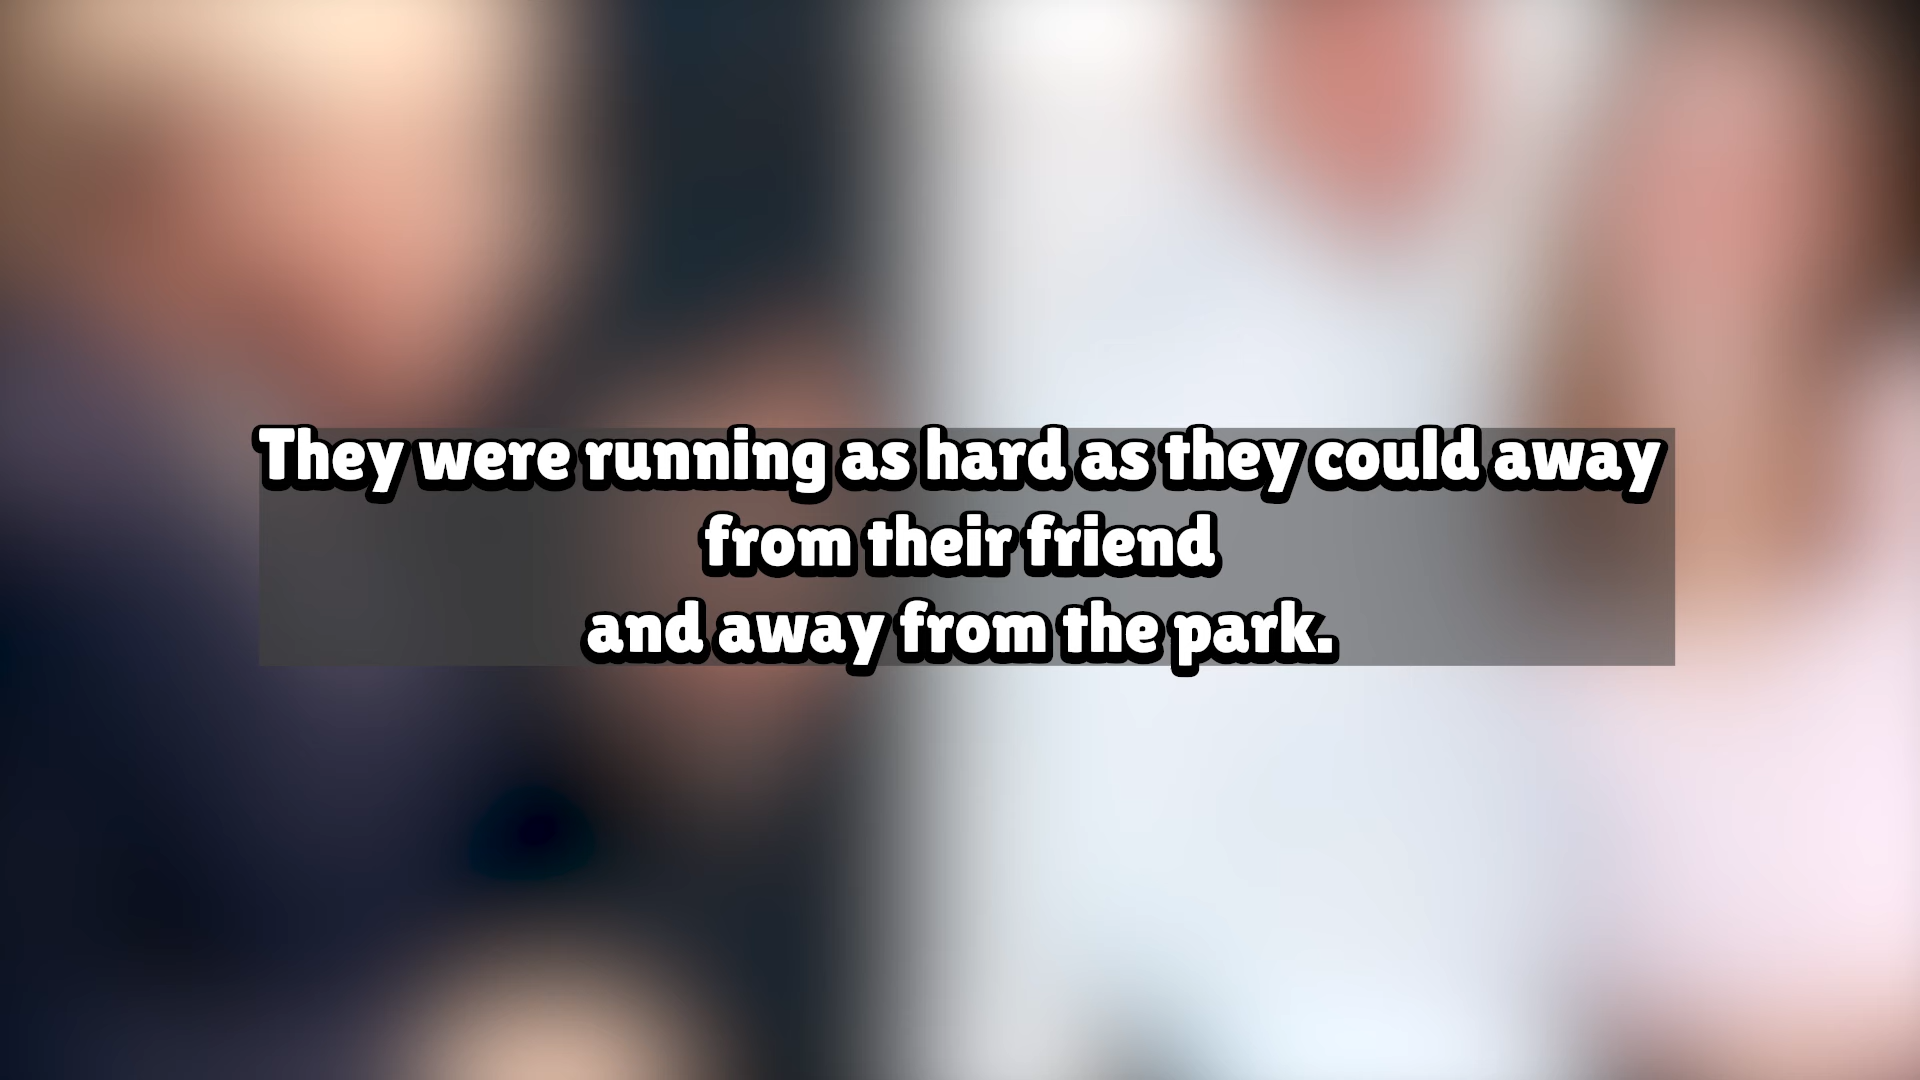 They were running as hard as they could away
from their friend
and away from the park.